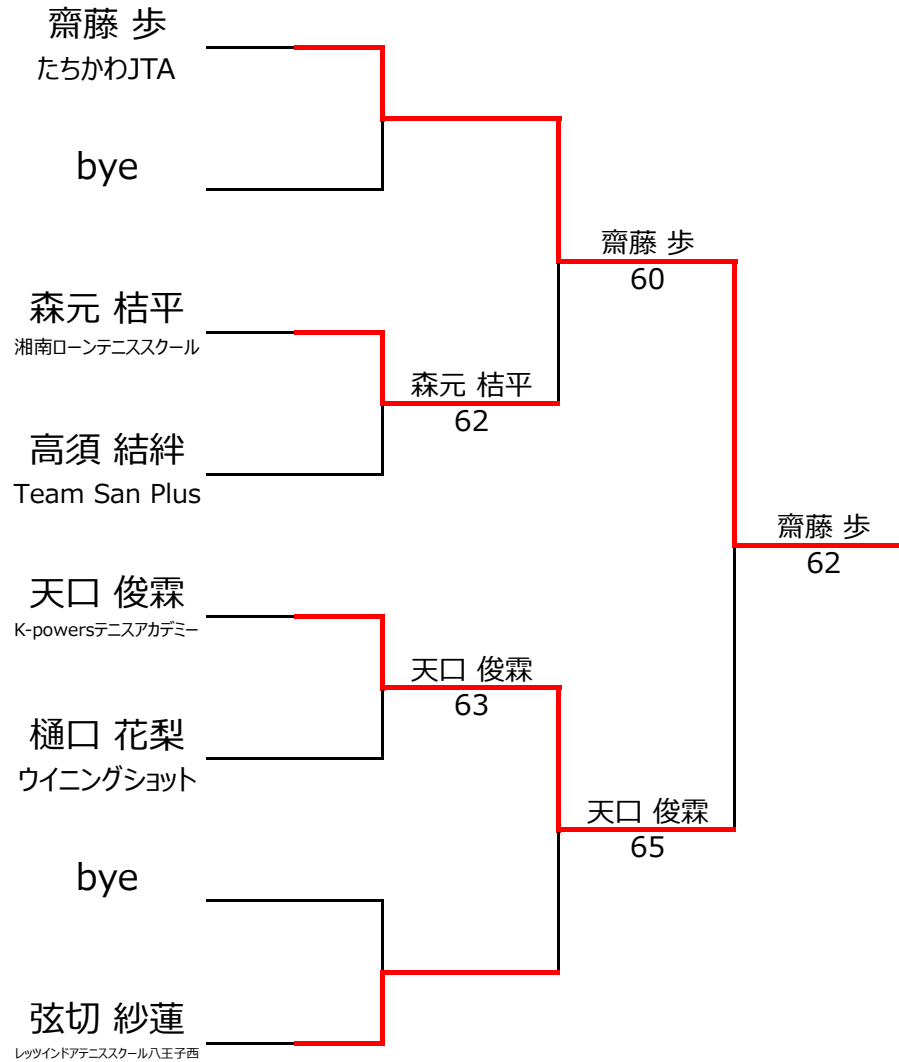 齋藤 歩
たちかわJTA
bye
森元 桔平
湘南ローンテニススクール
高須 結絆
Team San Plus
天口 俊霖
K-powersテニスアカデミー
樋口 花梨
ウイニングショット
bye
弦切 紗蓮
レッツインドアテニススクール八王子西
森元 桔平
62
天口 俊霖
63
齋藤 歩
60
天口 俊霖
65
齋藤 歩
62